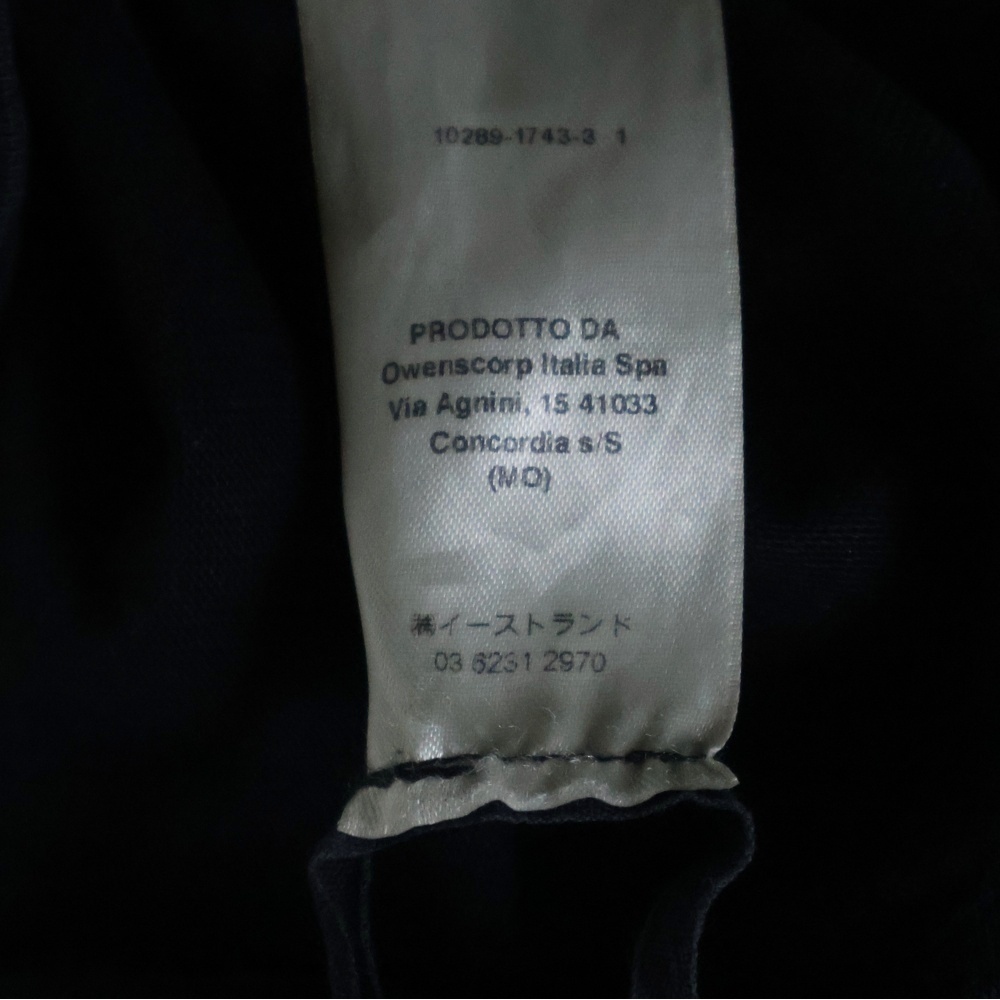 10289-1743-3 1
PRODOTTO DA
Owenscorp Italia Spa
Via Agnini, 15 41033
Concordia s/S
(MO)
㈱イーストランド
03 6231 2970